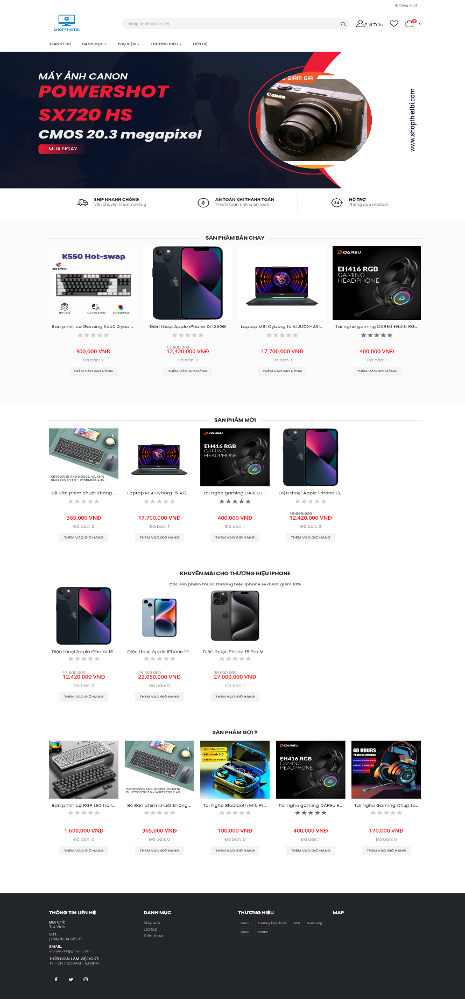 Đăng xuất
SHOPTHIETBI
Nhập từ khoá cần tìm
P.Vi Trần
1
TRANG CHỦ DANH MỤC PHỤ KIỆN THƯƠNG HIỆU LIÊN HỆ
MÁY ẢNH CANON
POWERSHOT
SX720 HS
CMOS 20.3 megapixel
MUA NGAY
GIẢM GIÁ
Canon
40x
www.shopthietbi.com
SHIP NHANH CHÓNG
Vận chuyển nhanh chóng
AN TOÀN KHI THANH TOÁN
Thanh toán online an toàn
24
HỖ TRỢ
Thông qua chatbot
SẢN PHẨM BÁN CHẠY
K550 Hot-swap
RED SWITCH
Hot swap Cực chống nhiễu LED RainBown
DAREU
EH416 RGB
GAMING
HEADPHONE
Bàn phím cơ Gaming K550 Ziyou ... Điện thoại Apple iPhone 13 128GB Laptop MSI Cyborg 15 A12UCX-281... Tai nghe gaming DAREU EH416 RG...
13,800,000
300,000 VNĐ 12,420,000 VNĐ 17,700,000 VNĐ 400,000 VNĐ
Đã bán: 2 Đã bán: 2 Đã bán: 1 Đã bán: 1
THÊM VÀO GIỎ HÀNG THÊM VÀO GIỎ HÀNG THÊM VÀO GIỎ HÀNG THÊM VÀO GIỎ HÀNG
SẢN PHẨM MỚI
KEYBOARD AND MOUSE WLK616
BLUETOOTH 5.0 + WIRELESS 2.4G
DAREU
EH416 RGB
GAMING
HEADPHONE
Bộ Bàn phím chuột không... Laptop MSI Cyborg 15 A12... Tai nghe gaming DAREU E... Điện thoại Apple iPhone 13...
13,800,000
365,000 VNĐ 17,700,000 VNĐ 400,000 VNĐ 12,420,000 VNĐ
Đã bán: 0 Đã bán: 1 Đã bán: 1 Đã bán: 2
THÊM VÀO GIỎ HÀNG THÊM VÀO GIỎ HÀNG THÊM VÀO GIỎ HÀNG THÊM VÀO GIỎ HÀNG
KHUYẾN MÃI CHO THƯƠNG HIỆU IPHONE
Các sản phẩm thuộc thương hiệu Iphone sẽ được giảm 10%
Điện thoại Apple iPhone 13... Điện thoại Apple iPhone 14... Điện thoại iPhone 15 Pro M...
13,800,000 24,500,000 30,000,000
12,420,000 VNĐ 22,050,000 VNĐ 27,000,000 VNĐ
Đã bán: 2 Đã bán: 0 Đã bán: 1
THÊM VÀO GIỎ HÀNG THÊM VÀO GIỎ HÀNG THÊM VÀO GIỎ HÀNG
SẢN PHẨM GỢI Ý
KEYBOARD AND MOUSE WLK616
BLUETOOTH 5.0 + WIRELESS 2.4G
Âm Thanh 9D
Màn hình HD
Thiết kế Piano
DAREU
EH416 RGB
GAMING
HEADPHONE
48 HOURS
PAINLESS WEARING
Bàn phím cơ RGP LED tron... Bộ Bàn phím chuột không... Tai Nghe Bluetooth M10 Pr... Tai nghe gaming DAREU E... Tai Nghe Gaming Chụp ta...
1,600,000 VNĐ 365,000 VNĐ 100,000 VNĐ 400,000 VNĐ 170,000 VNĐ
Đã bán: 0 Đã bán: 0 Đã bán: 0 Đã bán: 1 Đã bán: 0
THÊM VÀO GIỎ HÀNG THÊM VÀO GIỎ HÀNG THÊM VÀO GIỎ HÀNG THÊM VÀO GIỎ HÀNG THÊM VÀO GIỎ HÀNG
THÔNG TIN LIÊN HỆ
ĐỊA CHỈ:
Trà Vinh
SĐT:
(+84) 8634-68532
EMAIL:
vitran641@gmail.com
THỜI GIAN LÀM VIỆC/GIỜ:
T2 - CN / 8:00AM - 5:00PM
DANH MỤC
Máy ảnh
Laptop
Điện thoại
THƯƠNG HIỆU
Dareu Thương hiệu khác MSI Samsung
Oppo Iphone
MAP